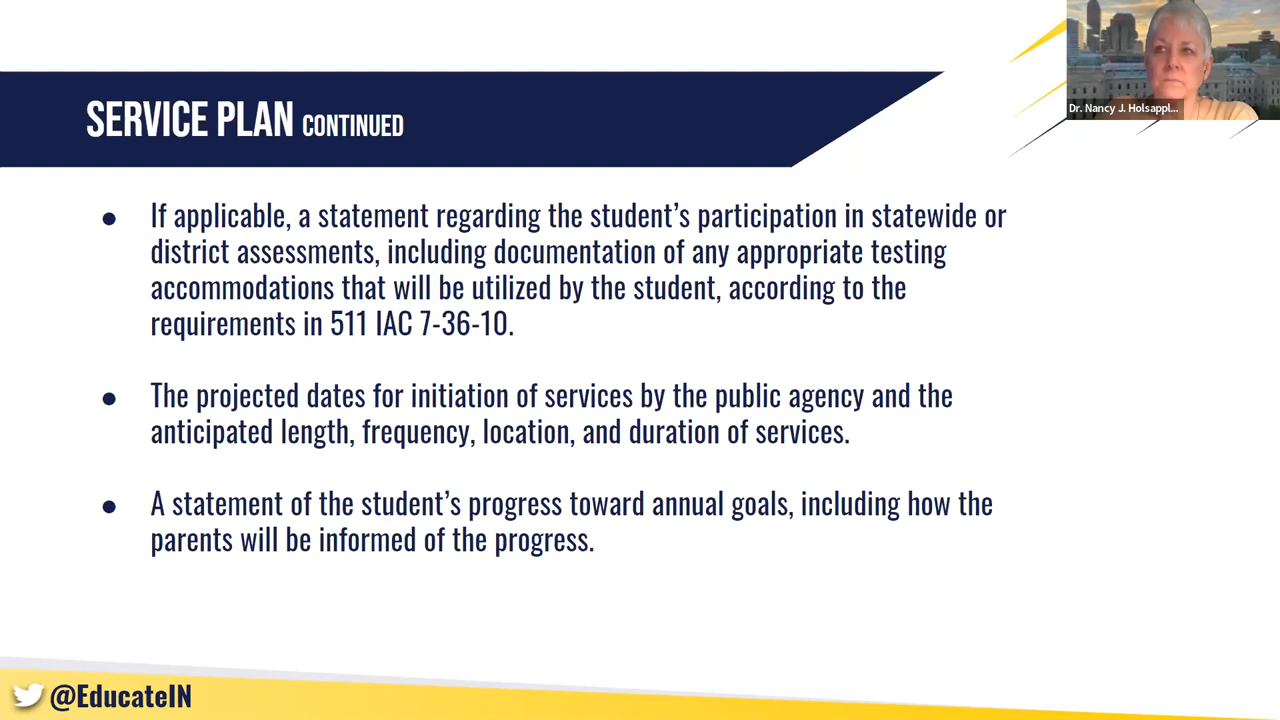 Dr. Nancy J. Holsappl...
SERVICE PLAN CONTINUED
● If applicable, a statement regarding the student's participation in statewide or
district assessments, including documentation of any appropriate testing
accommodations that will be utilized by the student, according to the
requirements in 511 IAC 7-36-10.
● The projected dates for initiation of services by the public agency and the
anticipated length, frequency, location, and duration of services.
● A statement of the student's progress toward annual goals, including how the
parents will be informed of the progress.
@EducateIN